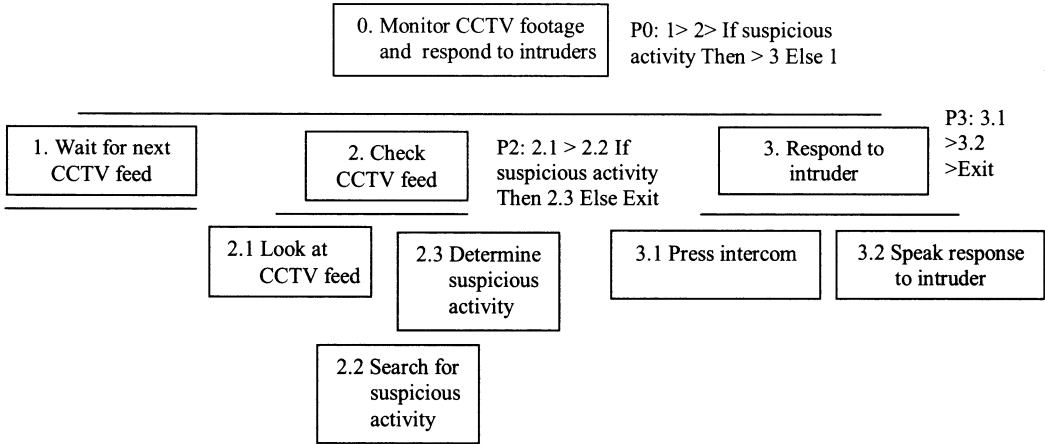 0. Monitor CCTV footage
and respond to intruders
P0: 1> 2> If suspicious
activity Then > 3 Else 1
1. Wait for next
CCTV feed
2. Check
CCTV feed
P2: 2.1 > 2.2 If
suspicious activity
Then 2.3 Else Exit
3. Respond to
intruder
P3: 3.1
>3.2
>Exit
2.1 Look at
CCTV feed
2.3 Determine
suspicious
activity
3.1 Press intercom
3.2 Speak response
to intruder
2.2 Search for
suspicious
activity